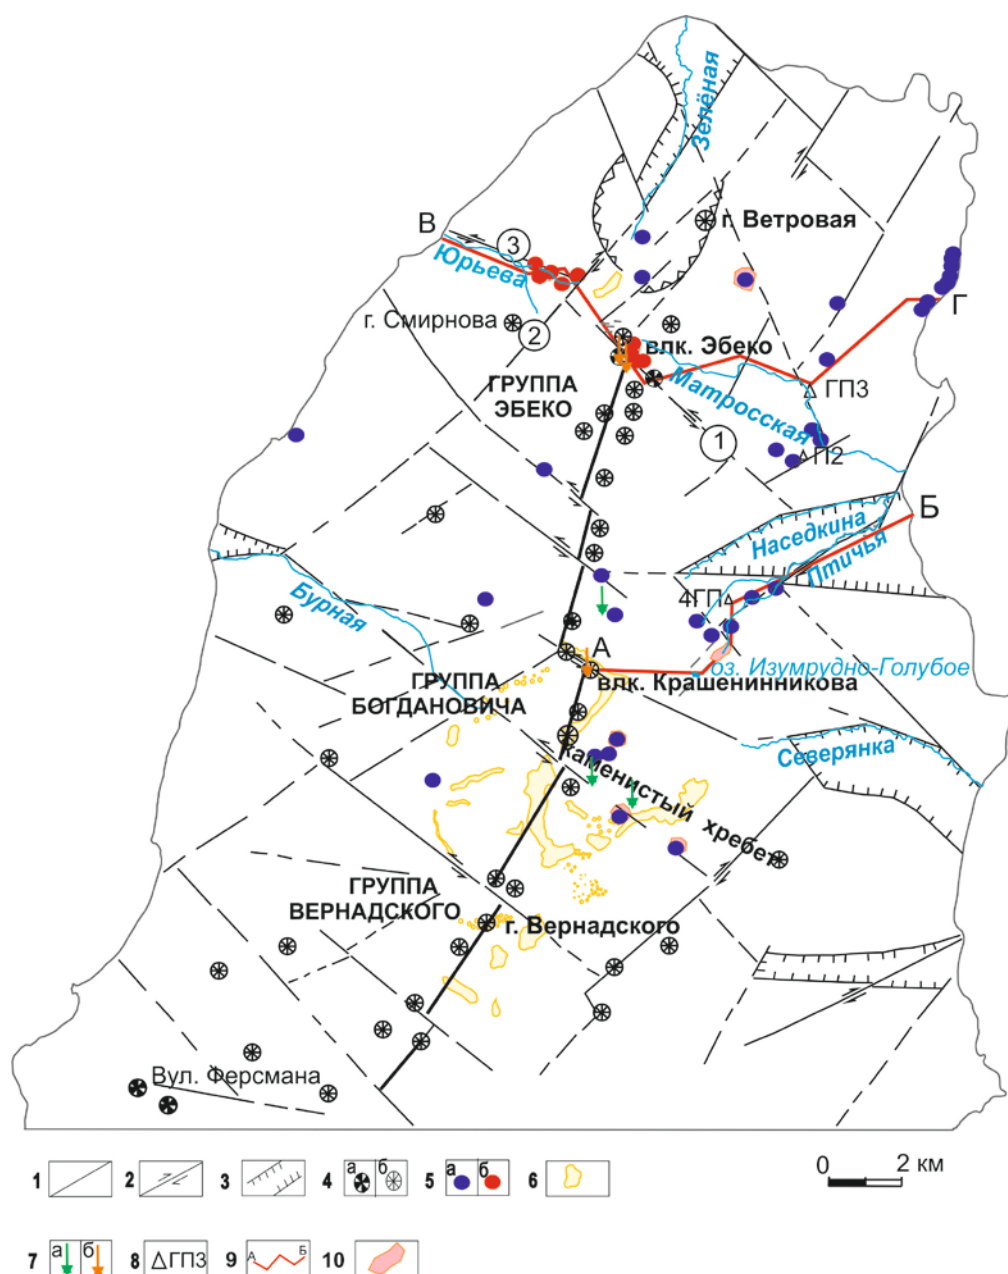 Зелёная
г. Ветровая
В
3
Юрьева
Г
г. Смирнова
2
влк. Эбеко
ГРУППА
ЭБЕКО
Матросская
ГП3
1
П2
Б
Наседкина
Птичья
4ГП
Бурная
А
оз. Изумрудно-Голубое
влк. Крашенинникова
ГРУППА
БОГДАНОВИЧА
Северянка
Каменистый хребет
ГРУППА
ВЕРНАДСКОГО
г. Вернадского
Вул. Ферсмана
1
2
3
4 а б
5 а б
6
0 2 км
7 а б
8 ГП3
9 А Б
10